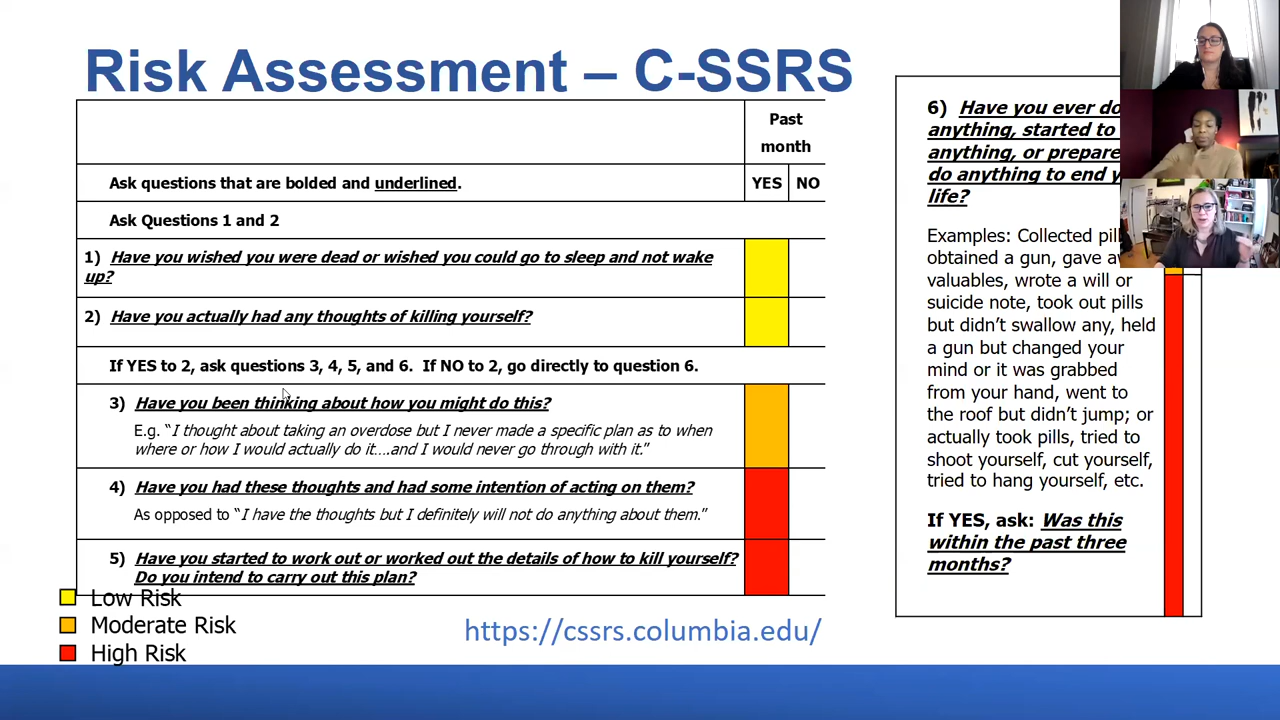 Risk Assessment – C-SSRS
Past
month
Ask questions that are bolded and underlined.
YES NO
Ask Questions 1 and 2
1) Have you wished you were dead or wished you could go to sleep and not wake
up?
2) Have you actually had any thoughts of killing yourself?
If YES to 2, ask questions 3, 4, 5, and 6. If NO to 2, go directly to question 6.
3) Have you been thinking about how you might do this?
E.g. “I thought about taking an overdose but I never made a specific plan as to when
where or how I would actually do it….and I would never go through with it.”
4) Have you had these thoughts and had some intention of acting on them?
As opposed to “I have the thoughts but I definitely will not do anything about them.”
5) Have you started to work out or worked out the details of how to kill yourself?
Do you intend to carry out this plan?
Low Risk
Moderate Risk
High Risk
https://cssrs.columbia.edu/
6) Have you ever do
anything, started to
anything, or prepare
do anything to end y
life?
Examples: Collected pil
obtained a gun, gave a
valuables, wrote a will or
suicide note, took out pills
but didn’t swallow any, held
a gun but changed your
mind or it was grabbed
from your hand, went to
the roof but didn’t jump; or
actually took pills, tried to
shoot yourself, cut yourself,
tried to hang yourself, etc.
If YES, ask: Was this
within the past three
months?